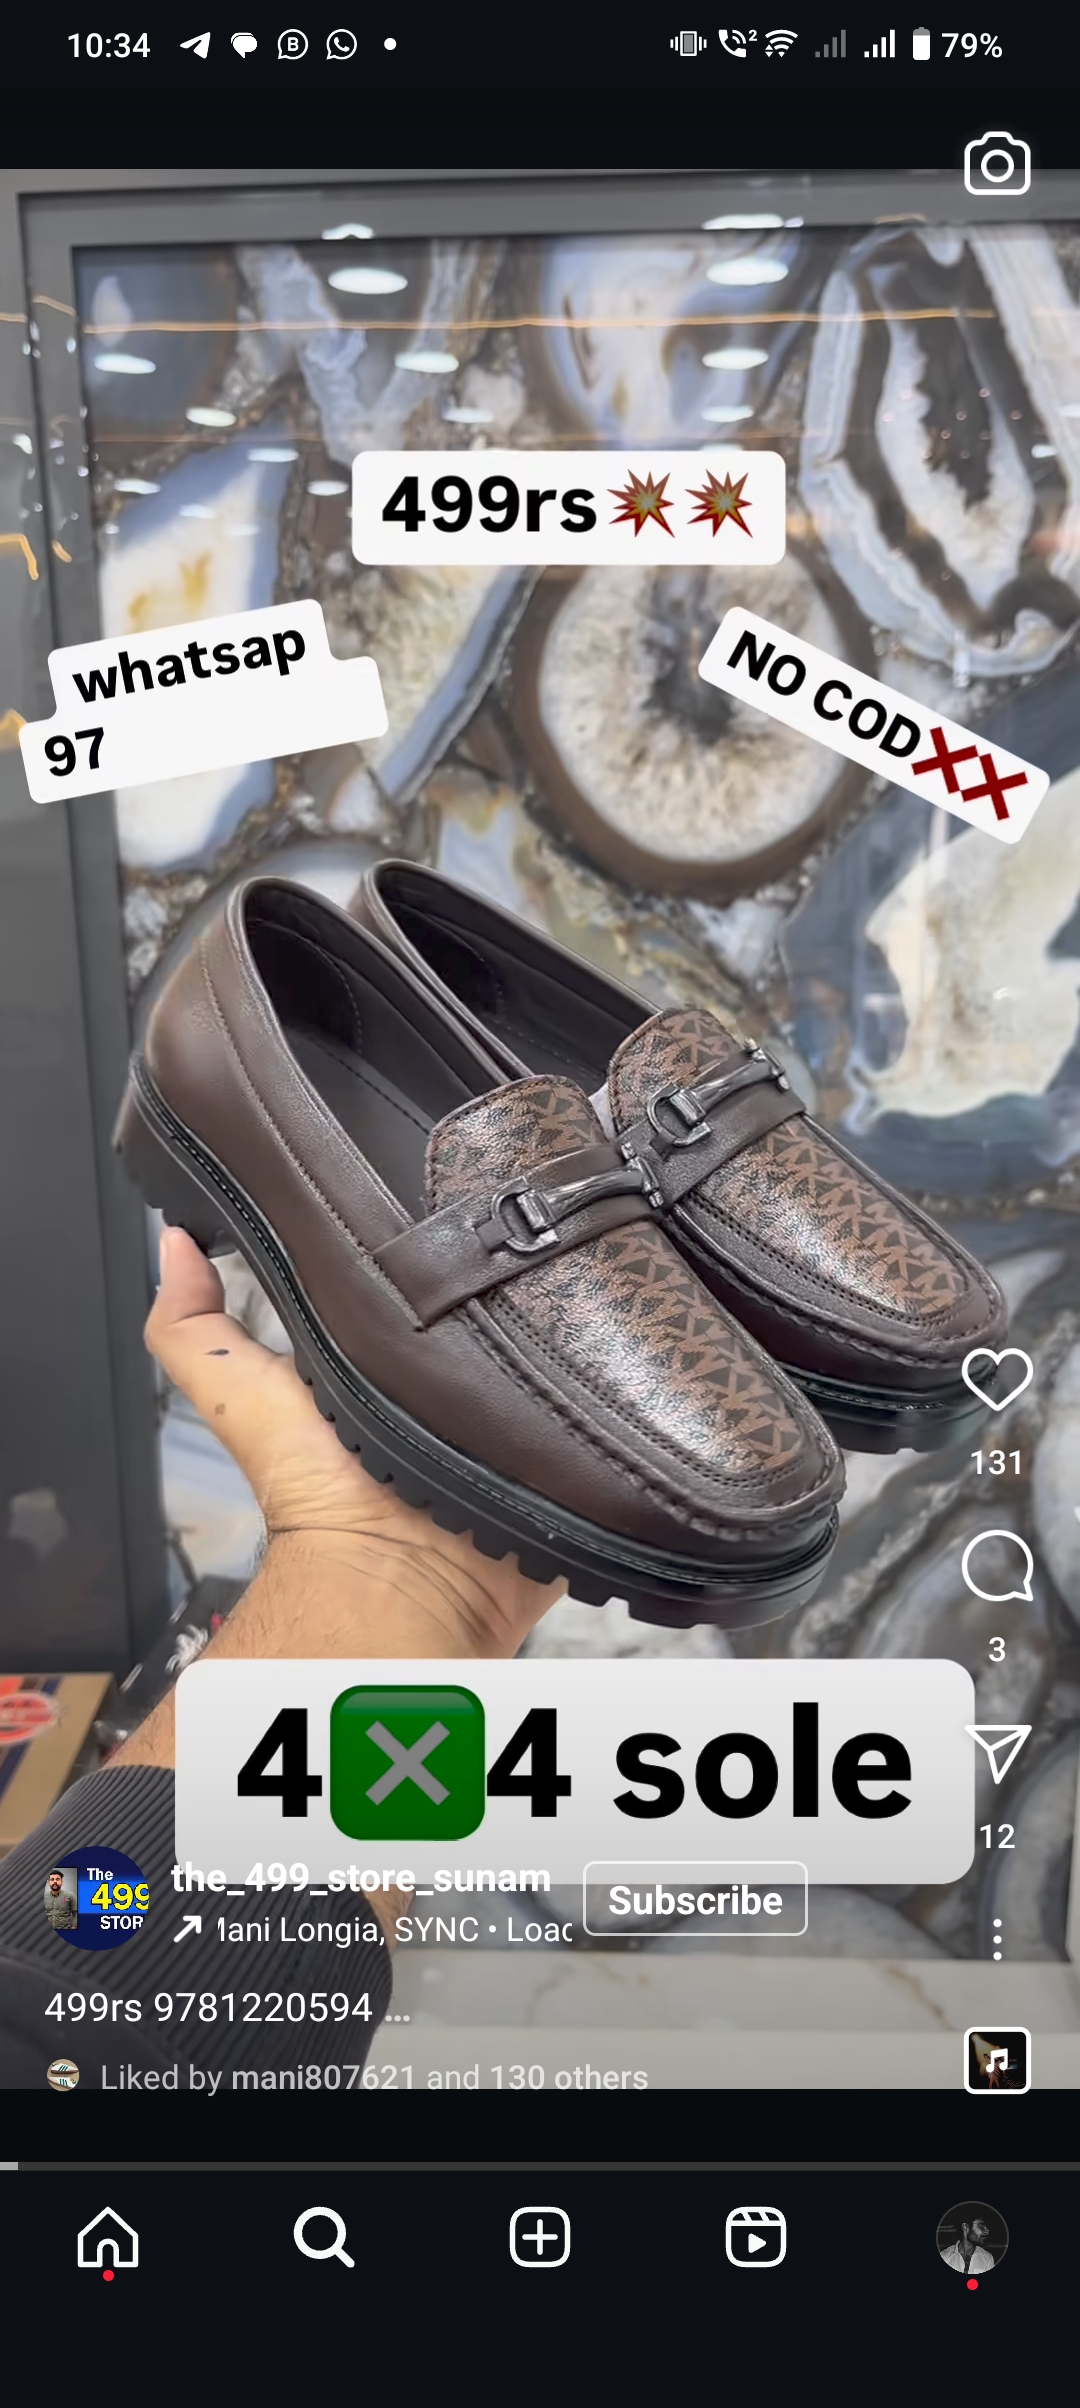 10:34
79%
499rs💥💥
whatsap
97
NO COD❌❌
4❎4 sole
131
3
12
The
499
STOR
the_499_store_sunam
Subscribe
Mani Longia, SYNC • Loac
499rs 9781220594 ...
Liked by mani807621 and 130 others